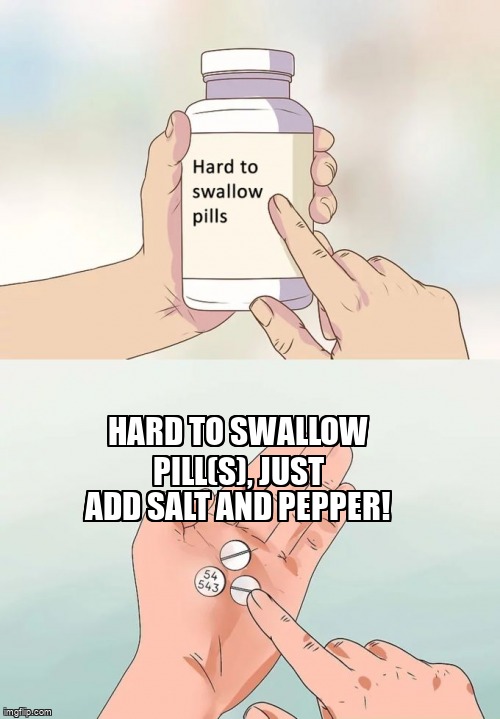 Hard to
swallow
pills
HARD TO SWALLOW
PILL(S), JUST
ADD SALT AND PEPPER!
54
543
imgflip.com